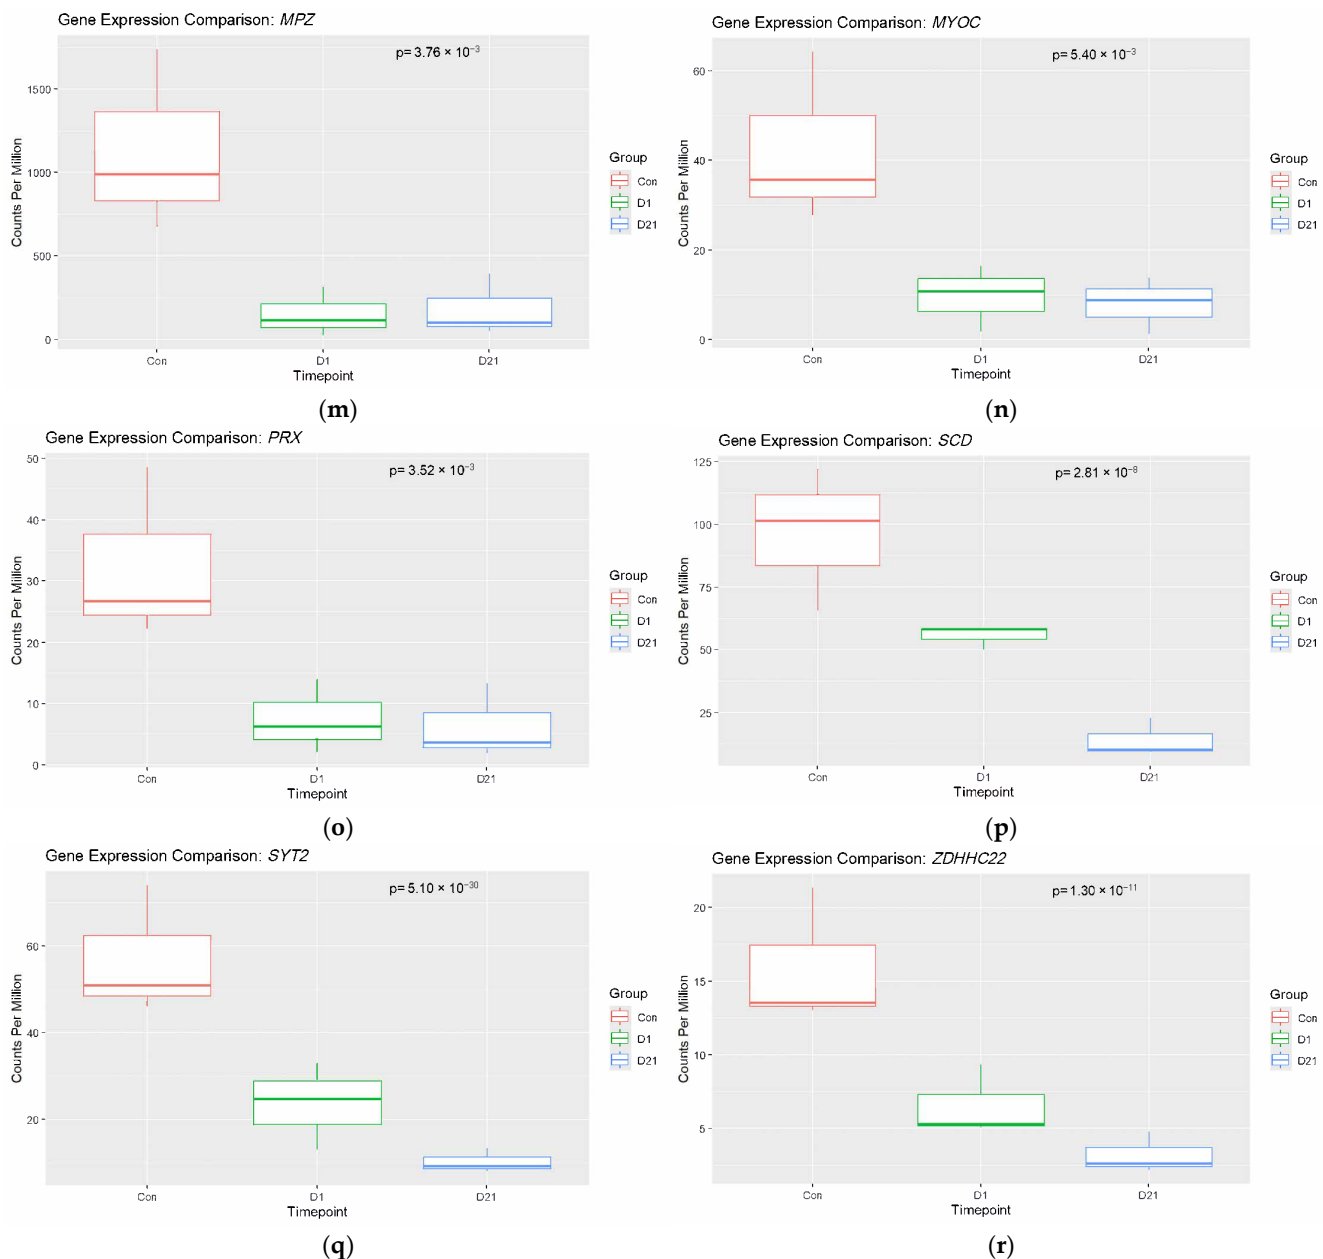 Gene Expression Comparison: MPZ
p= 3.76 × 10⁻³
Counts Per Million
1500
1000
500
0
Con
D1
D21
Timepoint
Group
Con
D1
D21
(m)
Gene Expression Comparison: MYOC
p= 5.40 × 10⁻³
Counts Per Million
60
40
20
0
Con
D1
D21
Timepoint
Group
Con
D1
D21
(n)
Gene Expression Comparison: PRX
p= 3.52 × 10⁻³
Counts Per Million
50
40
30
20
10
0
Con
D1
D21
Timepoint
Group
Con
D1
D21
(o)
Gene Expression Comparison: SCD
p= 2.81 × 10⁻⁸
Counts Per Million
125
100
75
50
25
Con
D1
D21
Timepoint
Group
Con
D1
D21
(p)
Gene Expression Comparison: SYT2
p= 5.10 × 10⁻³⁰
Counts Per Million
60
40
20
Con
D1
D21
Timepoint
Group
Con
D1
D21
(q)
Gene Expression Comparison: ZDHHC22
p= 1.30 × 10⁻¹¹
Counts Per Million
20
15
10
5
Con
D1
D21
Timepoint
Group
Con
D1
D21
(r)